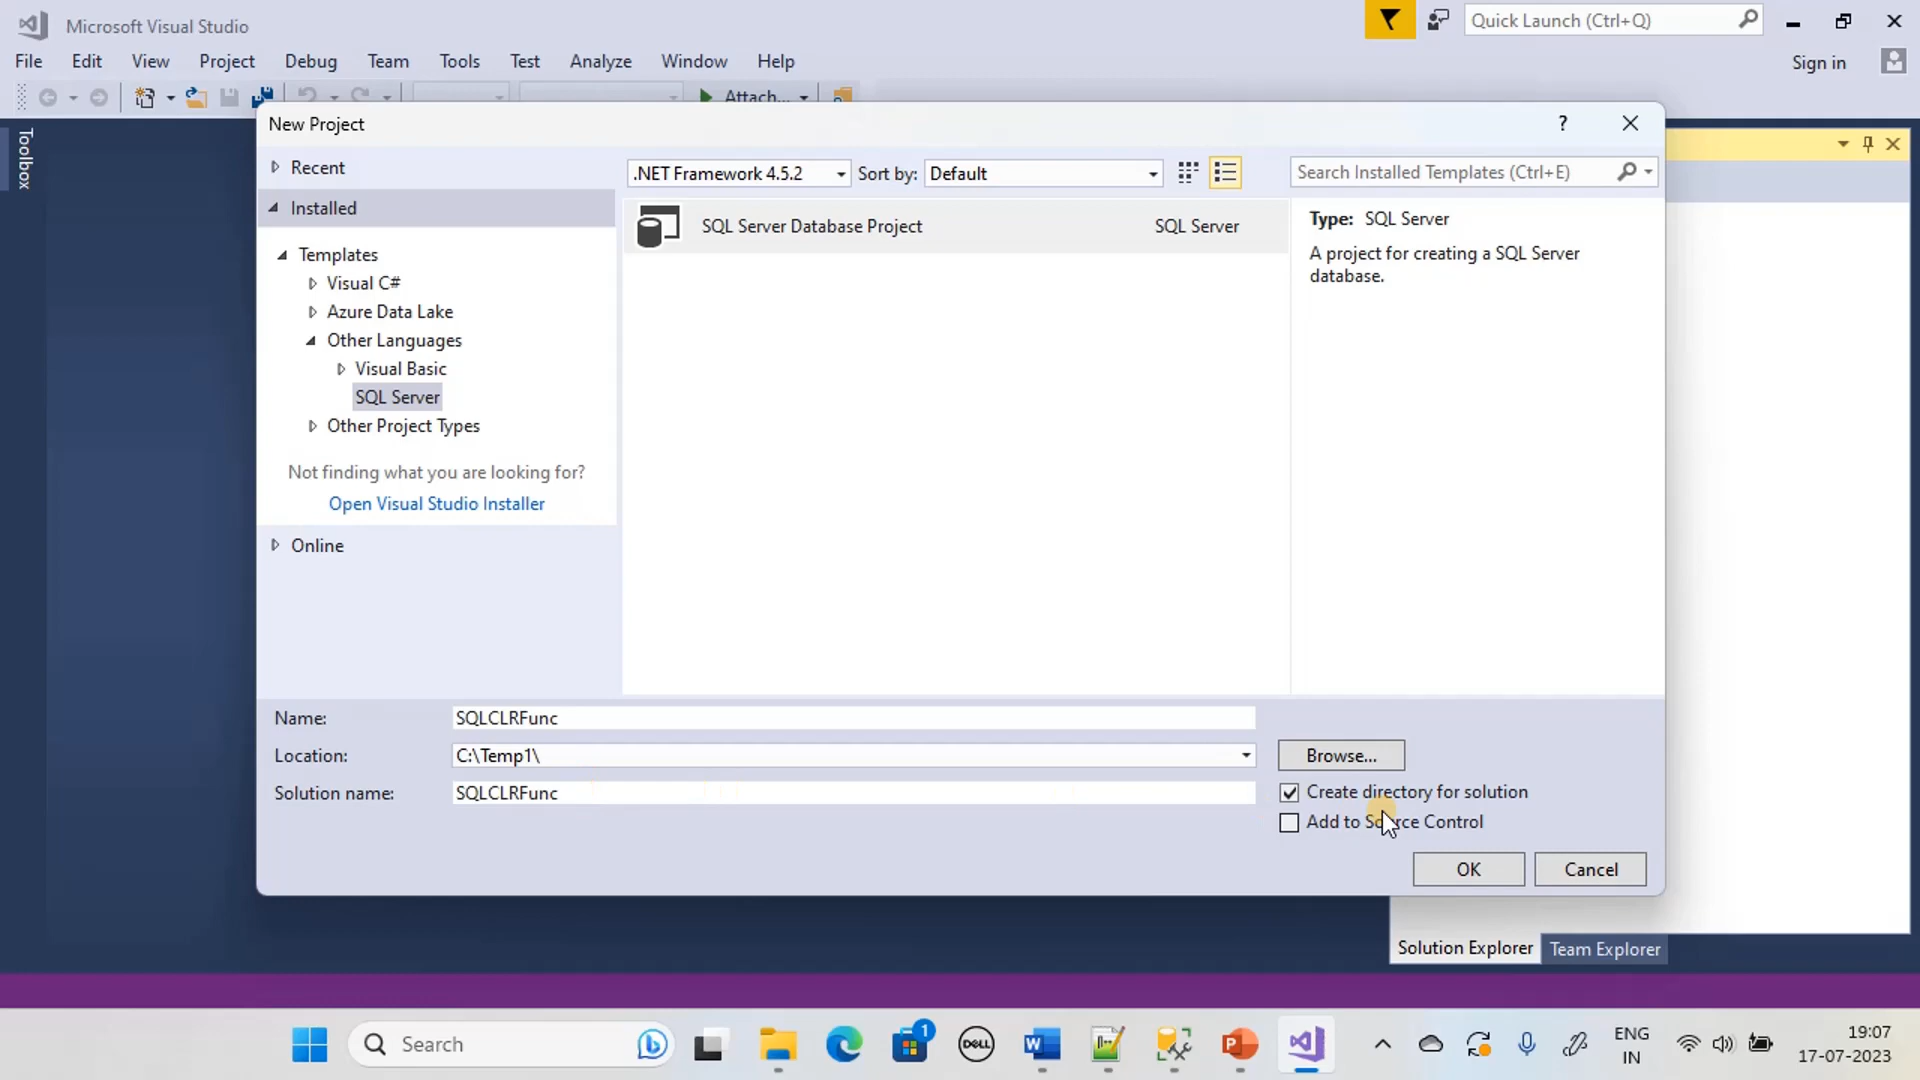 Microsoft Visual Studio
Quick Launch (Ctrl+Q)
File Edit View Project Debug Team Tools Test Analyze Window Help
Sign in
Attach...
Toolbox
New Project
?
Recent
.NET Framework 4.5.2
Sort by:
Default
Search Installed Templates (Ctrl+E)
Installed
SQL Server Database Project
SQL Server
Type: SQL Server
A project for creating a SQL Server
database.
Templates
Visual C#
Azure Data Lake
Other Languages
Visual Basic
SQL Server
Other Project Types
Not finding what you are looking for?
Open Visual Studio Installer
Online
Name:
SQLCLRFunc
Location:
C:\Temp1\
Browse...
Solution name:
SQLCLRFunc
Create directory for solution
Add to Source Control
OK
Cancel
Solution Explorer
Team Explorer
Search
1
DELL
ENG
IN
19:07
17-07-2023